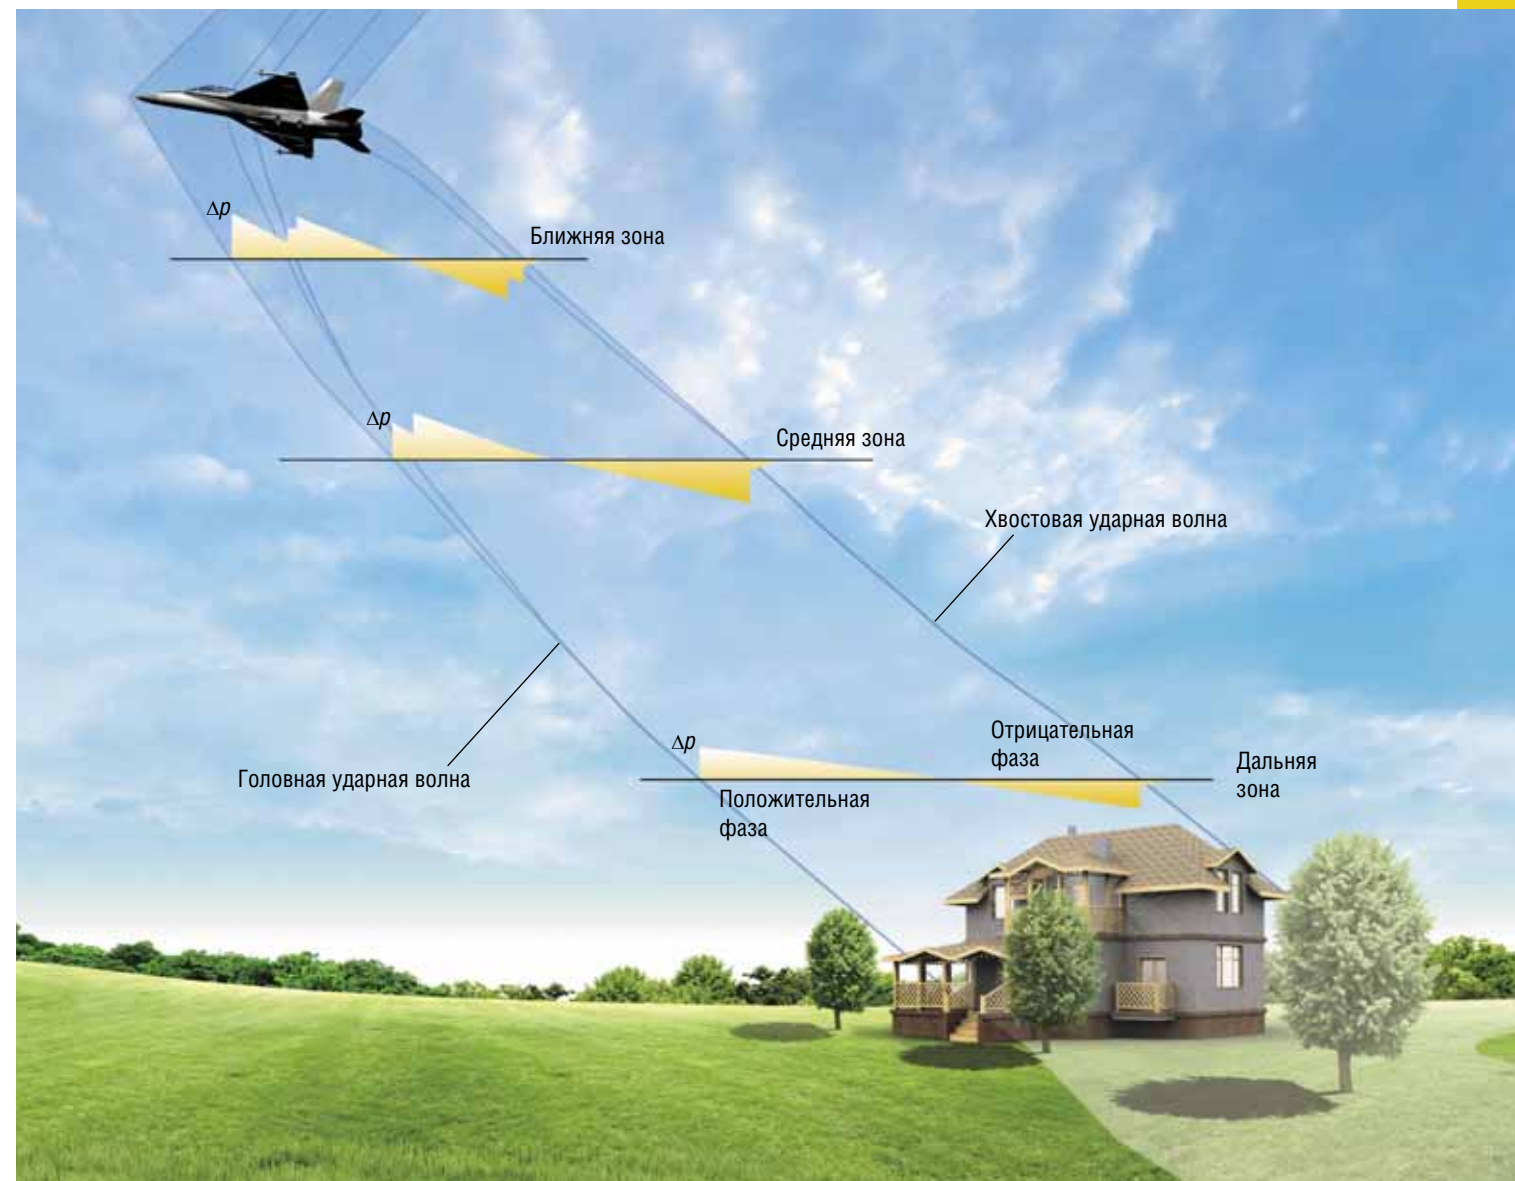 Δp
Ближняя зона
Δp
Средняя зона
Хвостовая ударная волна
Головная ударная волна
Δp
Отрицательная
фаза
Дальняя
зона
Положительная
фаза